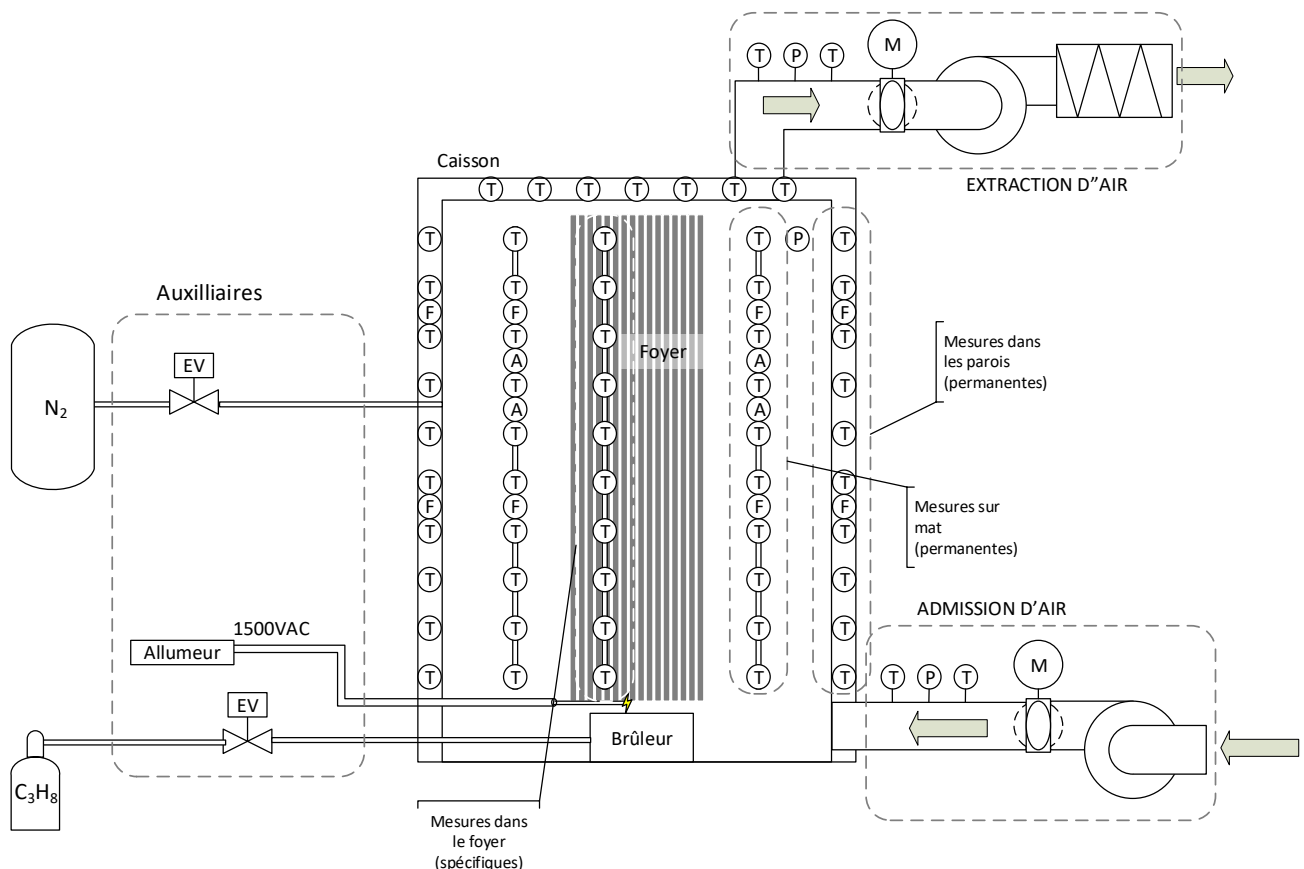 T P T M
EXTRACTION D"AIR
Caisson
T T T T T T T
T T T T P T
T T T T T
F F F F
T T T T T
A Foyer A
T T T T T
A A
T T T T T
T T T T T
F F F F
T T T T T
T T T T T
T T T T T
T T T T T
Auxilliaires
EV
N₂
1500VAC
Allumeur
EV
Brûleur
C₃H₈
Mesures dans
les parois
(permanentes)
Mesures sur
mat
(permanentes)
ADMISSION D'AIR
T P T M
Mesures dans
le foyer
(spécifiques)